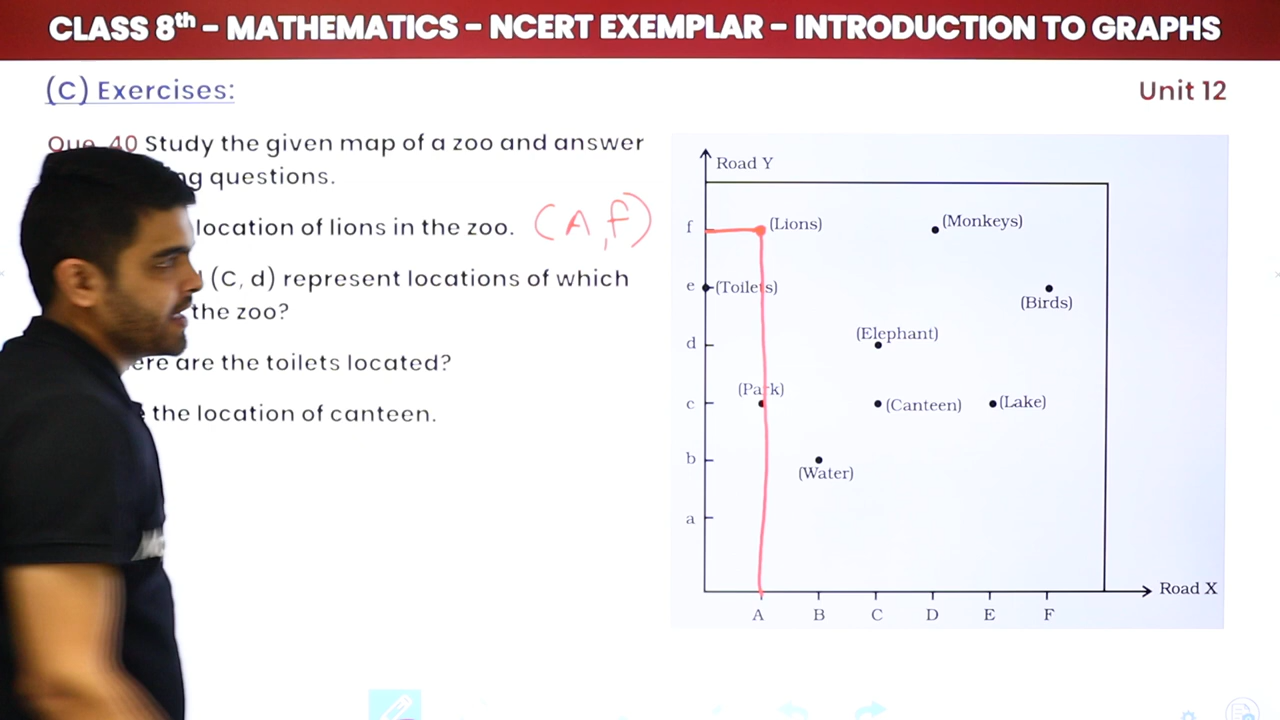 CLASS 8th - MATHEMATICS - NCERT EXEMPLAR - INTRODUCTION TO GRAPHS
(C) Exercises:
Unit 12
Que. 40 Study the given map of a zoo and answer
questions.
location of lions in the zoo. (A, f)
(C, d) represent locations of which
the zoo?
are the toilets located?
the location of canteen.
Road Y
f
(Lions)
(Monkeys)
e
(Toilets)
(Birds)
d
(Elephant)
(Park)
c
(Canteen)
(Lake)
b
(Water)
a
Road X
A B C D E F